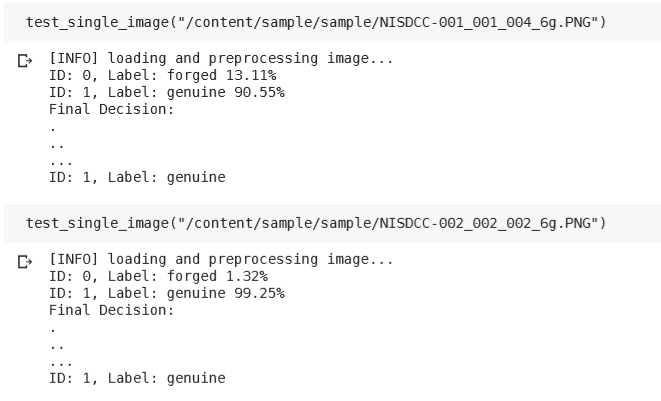 test_single_image("/content/sample/sample/NISDCC-001_001_004_6g.PNG")
[INFO] loading and preprocessing image...
ID: 0, Label: forged 13.11%
ID: 1, Label: genuine 90.55%
Final Decision:
.
..
...
ID: 1, Label: genuine
test_single_image("/content/sample/sample/NISDCC-002_002_002_6g.PNG")
[INFO] loading and preprocessing image...
ID: 0, Label: forged 1.32%
ID: 1, Label: genuine 99.25%
Final Decision:
.
..
...
ID: 1, Label: genuine